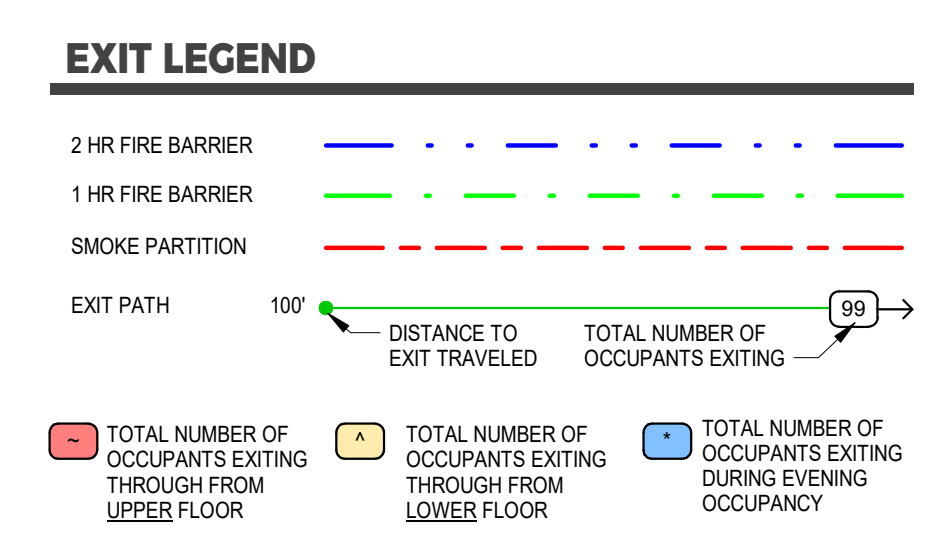 EXIT LEGEND
2 HR FIRE BARRIER
1 HR FIRE BARRIER
SMOKE PARTITION
EXIT PATH
100'
99
DISTANCE TO
EXIT TRAVELED
TOTAL NUMBER OF
OCCUPANTS EXITING
~
TOTAL NUMBER OF
OCCUPANTS EXITING
THROUGH FROM
UPPER FLOOR
^
TOTAL NUMBER OF
OCCUPANTS EXITING
THROUGH FROM
LOWER FLOOR
*
TOTAL NUMBER OF
OCCUPANTS EXITING
DURING EVENING
OCCUPANCY